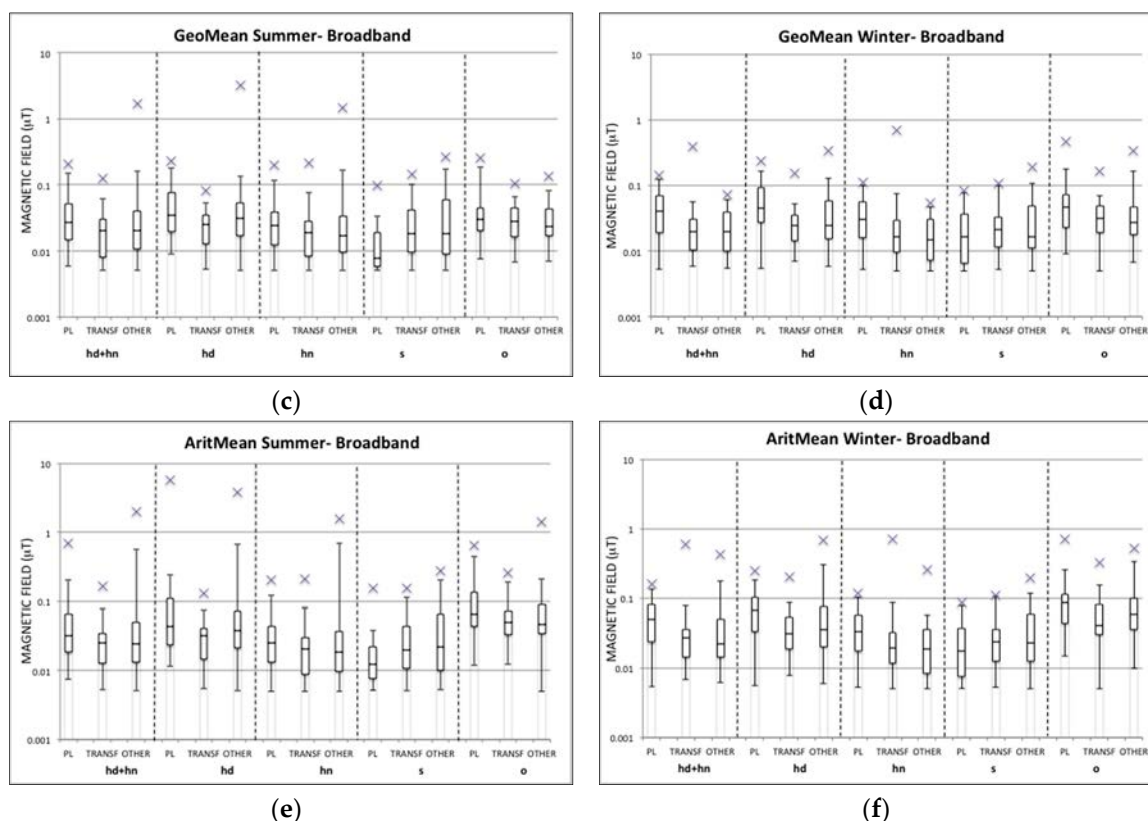 GeoMean Summer- Broadband
MAGNETIC FIELD (µT)
10
1
0.1
0.01
0.001
PL TRANSF OTHER PL TRANSF OTHER PL TRANSF OTHER PL TRANSF OTHER PL TRANSF OTHER
hd+hn hd hn s o
(c)
GeoMean Winter- Broadband
MAGNETIC FIELD (µT)
10
1
0.1
0.01
0.001
PL TRANSF OTHER PL TRANSF OTHER PL TRANSF OTHER PL TRANSF OTHER PL TRANSF OTHER
hd+hn hd hn s o
(d)
AritMean Summer- Broadband
MAGNETIC FIELD (µT)
10
1
0.1
0.01
0.001
PL TRANSF OTHER PL TRANSF OTHER PL TRANSF OTHER PL TRANSF OTHER PL TRANSF OTHER
hd+hn hd hn s o
(e)
AritMean Winter- Broadband
MAGNETIC FIELD (µT)
10
1
0.1
0.01
0.001
PL TRANSF OTHER PL TRANSF OTHER PL TRANSF OTHER PL TRANSF OTHER PL TRANSF OTHER
hd+hn hd hn s o
(f)